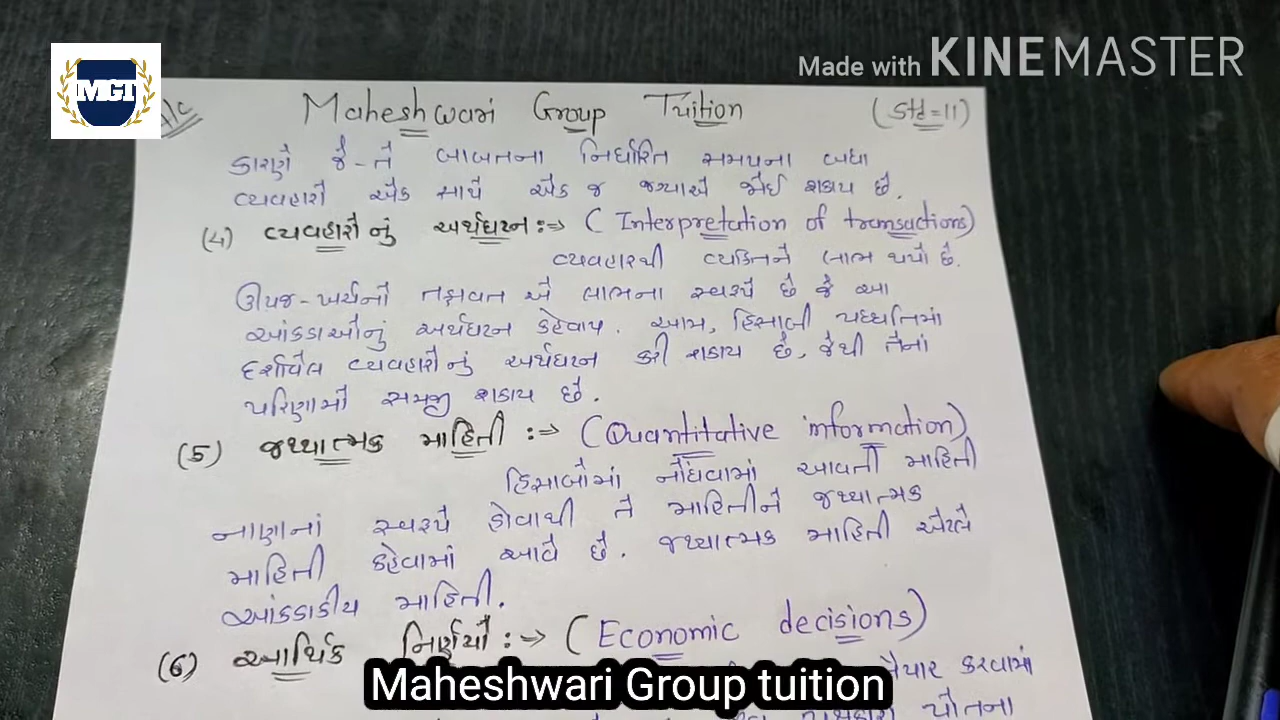 Made with KINEMASTER
MGI
A/c
Maheshwari Group Tuition (Std=11)
કારણે જે-તે બાબતના નિર્ધારિત સમયના બધા
વ્યવહારો એક સાથે એક જ જગ્યાએ જોઈ શકાય છે.
(4) વ્યવહારોનું અર્થઘટન :⇒ (Interpretation of transactions)
વ્યવહારથી વ્યક્તિને લાભ થયો છે.
ઊપજ-ખર્ચનો તફાવત એ લાભના સ્વરૂપે છે જે આ
આંકડાઓનું અર્થઘટન કહેવાય. આમ, હિસાબી પદ્ધતિમાં
દર્શાવેલ વ્યવહારોનું અર્થઘટન કરી શકાય છે, જેથી તેનાં
પરિણામો સમજી શકાય છે.
(5) જથ્થાત્મક માહિતી :⇒ (Quantitative information)
હિસાબોમાં નોંધવામાં આવતી માહિતી
નાણાનાં સ્વરૂપે હોવાથી તે માહિતીને જથ્થાત્મક
માહિતી કહેવામાં આવે છે. જથ્થાત્મક માહિતી એટલે
આંકડાકીય માહિતી.
(6) આર્થિક નિર્ણયો :⇒ (Economic decisions)
તૈયાર કરવામાં
પોતના
Maheshwari Group tuition